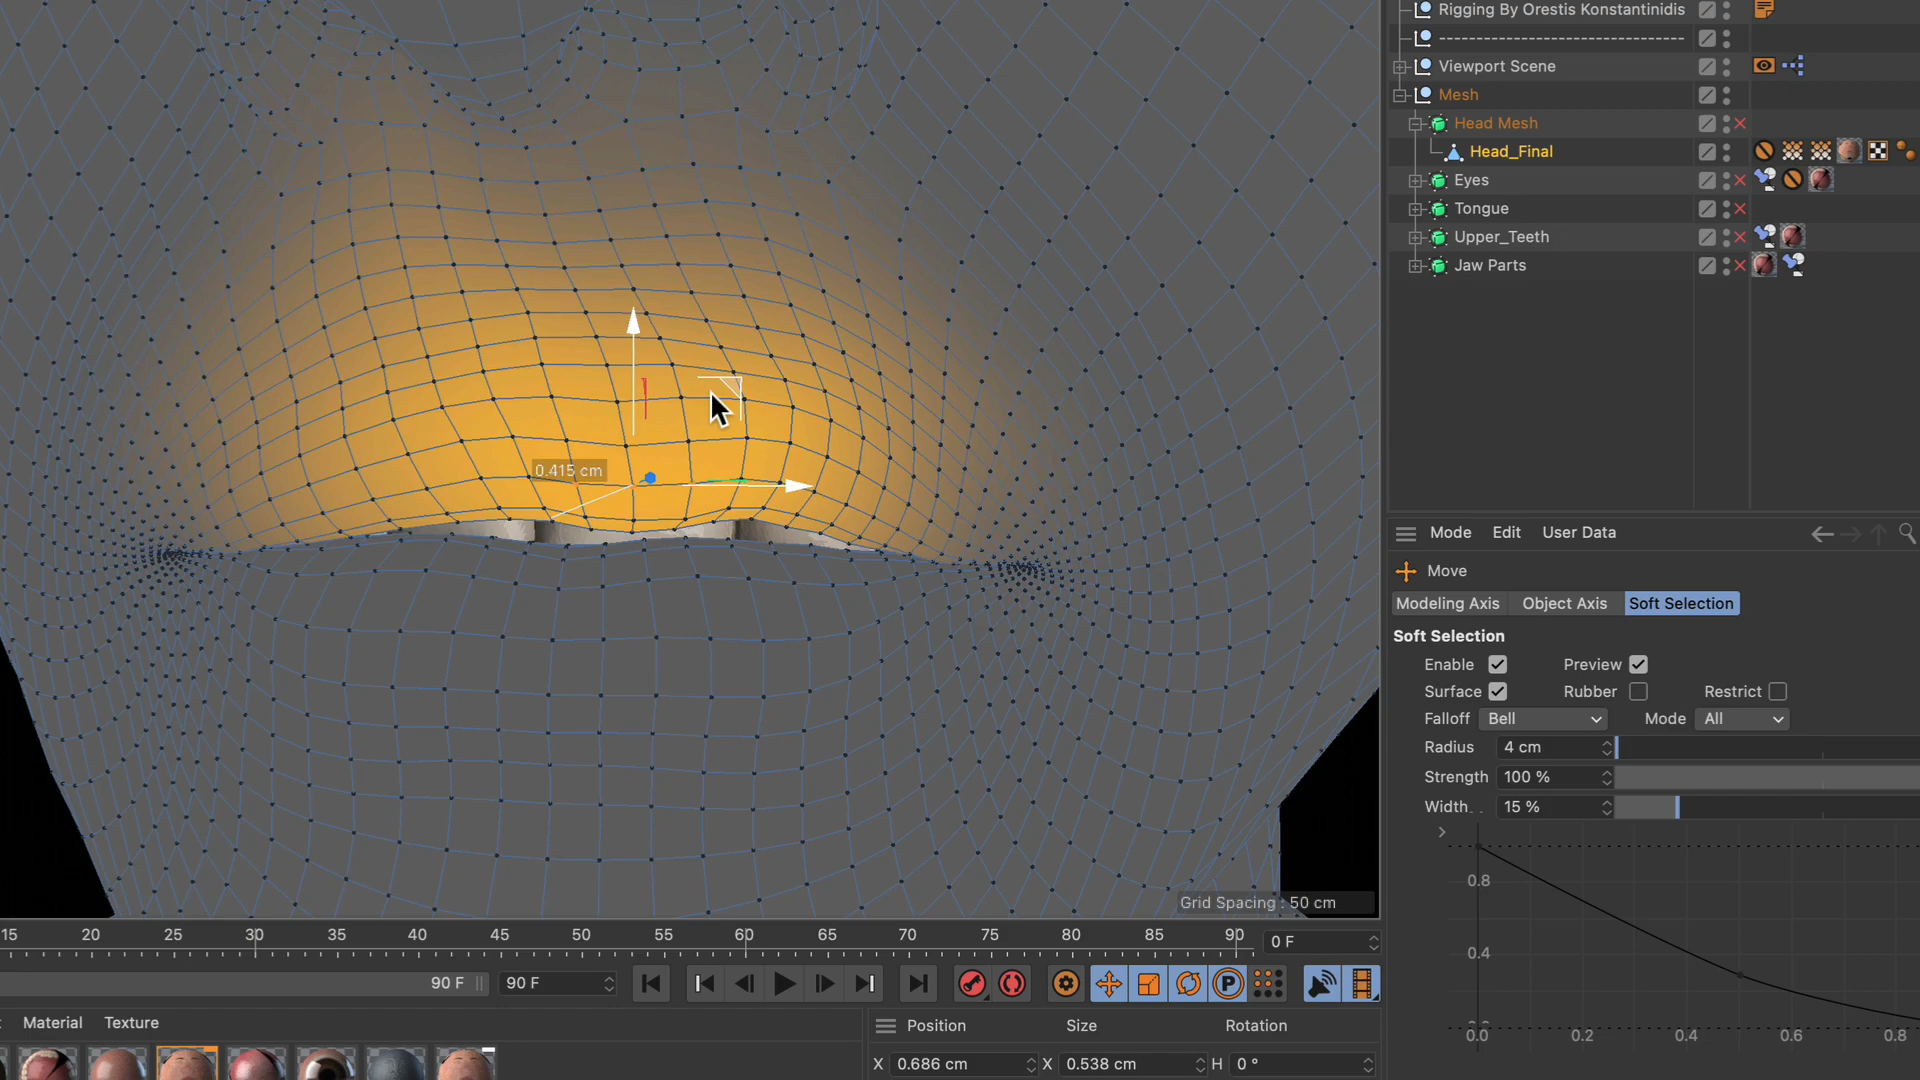 Rigging By Orestis Konstantinidis
--------------------------------
Viewport Scene
Mesh
Head Mesh
Head_Final
Eyes
Tongue
Upper_Teeth
Jaw Parts
0.415 cm
Grid Spacing : 50 cm
Mode Edit User Data
Move
Modeling Axis Object Axis Soft Selection
Soft Selection
Enable Preview
Surface Rubber Restrict
Falloff Bell Mode All
Radius 4 cm
Strength 100 %
Width. . 15 %
0.8
0.4
0.0 0.2 0.4 0.6 0.8
15 20 25 30 35 40 45 50 55 60 65 70 75 80 85 90 0 F
90 F 90 F
P
Material Texture
Position Size Rotation
X 0.686 cm X 0.538 cm H 0 °